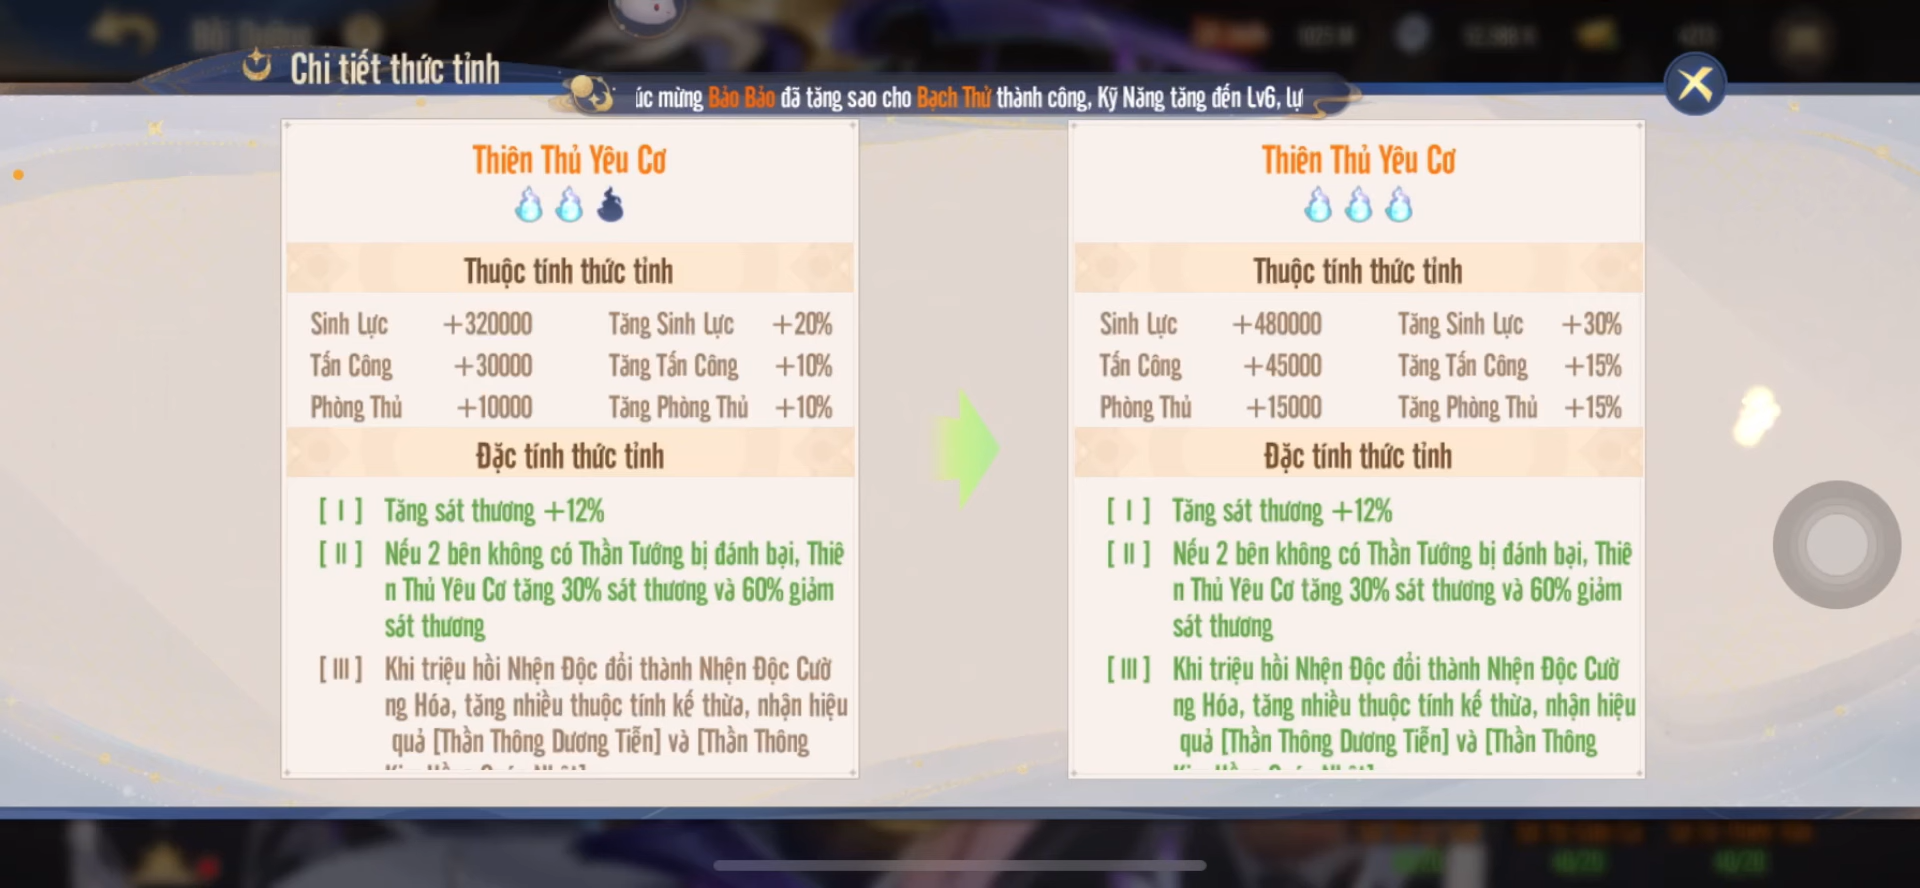 Chi tiết thức tỉnh
úc mừng Bảo Bảo đã tăng sao cho Bạch Thử thành công, Kỹ Năng tăng đến Lv6, lự
Thiên Thủ Yêu Cơ
Thuộc tính thức tỉnh
Sinh Lực +320000 Tăng Sinh Lực +20%
Tấn Công +30000 Tăng Tấn Công +10%
Phòng Thủ +10000 Tăng Phòng Thủ +10%
Đặc tính thức tỉnh
[ I ] Tăng sát thương +12%
[ II ] Nếu 2 bên không có Thần Tướng bị đánh bại, Thiê
n Thủ Yêu Cơ tăng 30% sát thương và 60% giảm
sát thương
[ III ] Khi triệu hồi Nhện Độc đổi thành Nhện Độc Cườ
ng Hóa, tăng nhiều thuộc tính kế thừa, nhận hiệu
quả [Thần Thông Dương Tiễn] và [Thần Thông
Thiên Thủ Yêu Cơ
Thuộc tính thức tỉnh
Sinh Lực +480000 Tăng Sinh Lực +30%
Tấn Công +45000 Tăng Tấn Công +15%
Phòng Thủ +15000 Tăng Phòng Thủ +15%
Đặc tính thức tỉnh
[ I ] Tăng sát thương +12%
[ II ] Nếu 2 bên không có Thần Tướng bị đánh bại, Thiê
n Thủ Yêu Cơ tăng 30% sát thương và 60% giảm
sát thương
[ III ] Khi triệu hồi Nhện Độc đổi thành Nhện Độc Cườ
ng Hóa, tăng nhiều thuộc tính kế thừa, nhận hiệu
quả [Thần Thông Dương Tiễn] và [Thần Thông